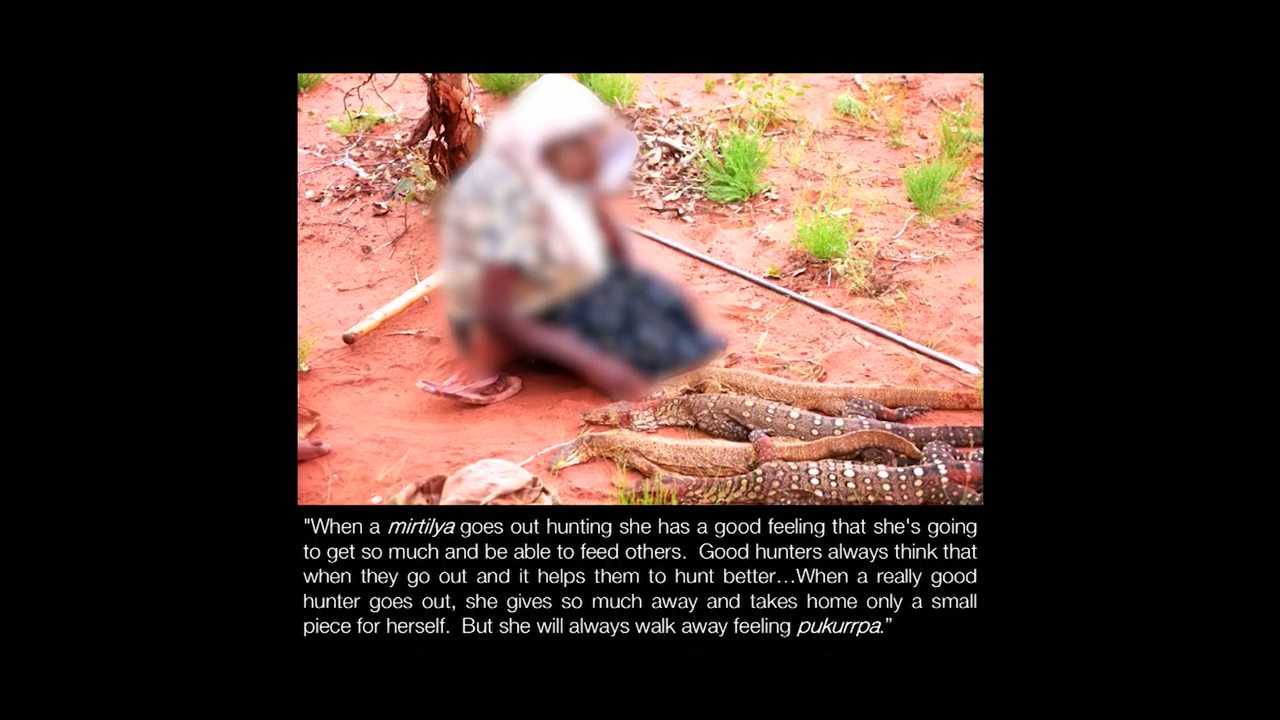 "When a mirtilya goes out hunting she has a good feeling that she's going
to get so much and be able to feed others.  Good hunters always think that
when they go out and it helps them to hunt better…When a really good
hunter goes out, she gives so much away and takes home only a small
piece for herself.  But she will always walk away feeling pukurrpa.”